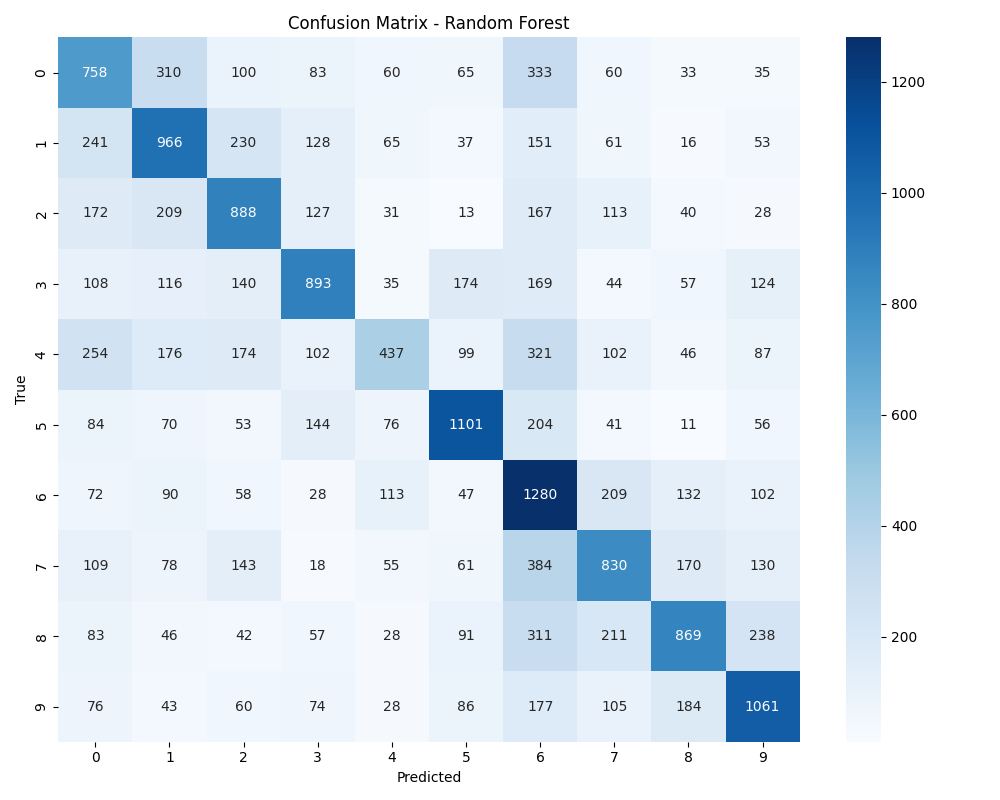 Confusion Matrix - Random Forest
0 758 310 100 83 60 65 333 60 33 35
1 241 966 230 128 65 37 151 61 16 53
2 172 209 888 127 31 13 167 113 40 28
3 108 116 140 893 35 174 169 44 57 124
4 254 176 174 102 437 99 321 102 46 87
5 84 70 53 144 76 1101 204 41 11 56
6 72 90 58 28 113 47 1280 209 132 102
7 109 78 143 18 55 61 384 830 170 130
8 83 46 42 57 28 91 311 211 869 238
9 76 43 60 74 28 86 177 105 184 1061
0 1 2 3 4 5 6 7 8 9
Predicted
True
1200
1000
800
600
400
200